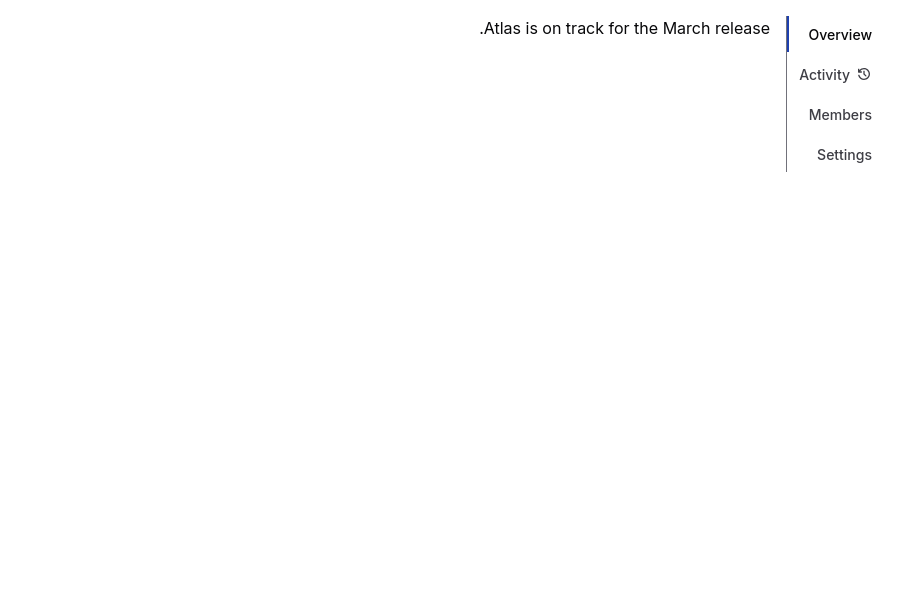 Overview
Activity
Members
Settings
.Atlas is on track for the March release